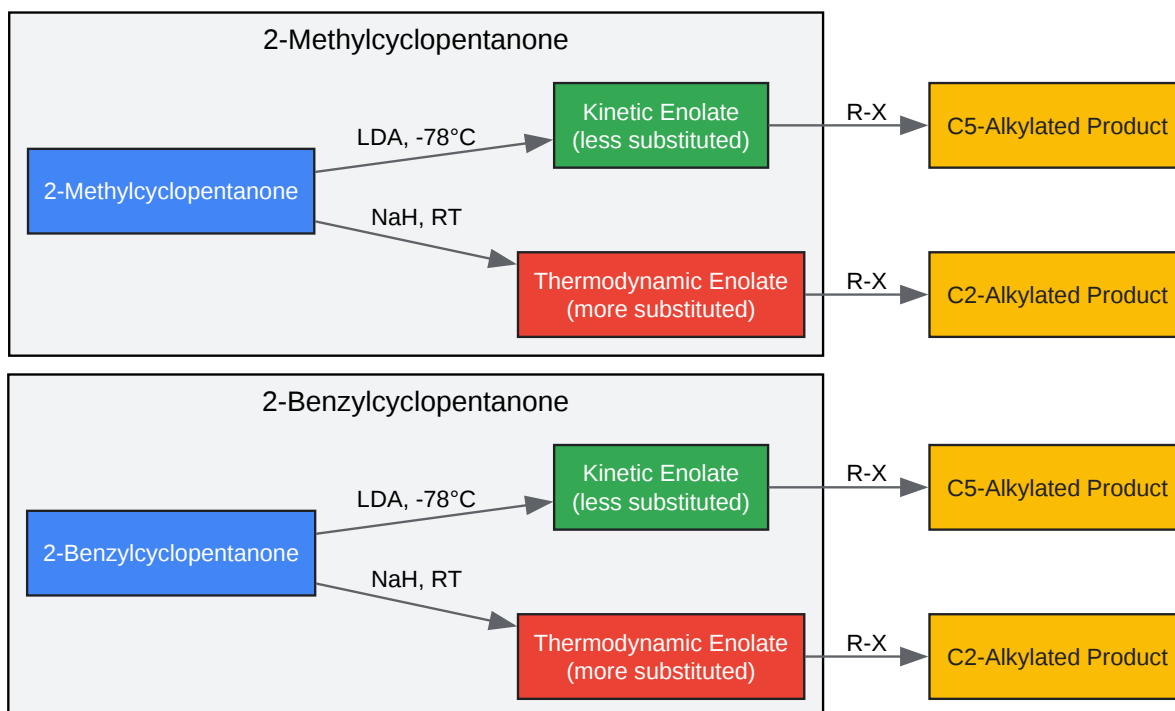 2-Methylcyclopentanone
Kinetic Enolate
(less substituted)
R-X
C5-Alkylated Product
LDA, -78°C
2-Methylcyclopentanone
NaH, RT
Thermodynamic Enolate
(more substituted)
R-X
C2-Alkylated Product
2-Benzylcyclopentanone
Kinetic Enolate
(less substituted)
R-X
C5-Alkylated Product
LDA, -78°C
2-Benzylcyclopentanone
NaH, RT
Thermodynamic Enolate
(more substituted)
R-X
C2-Alkylated Product